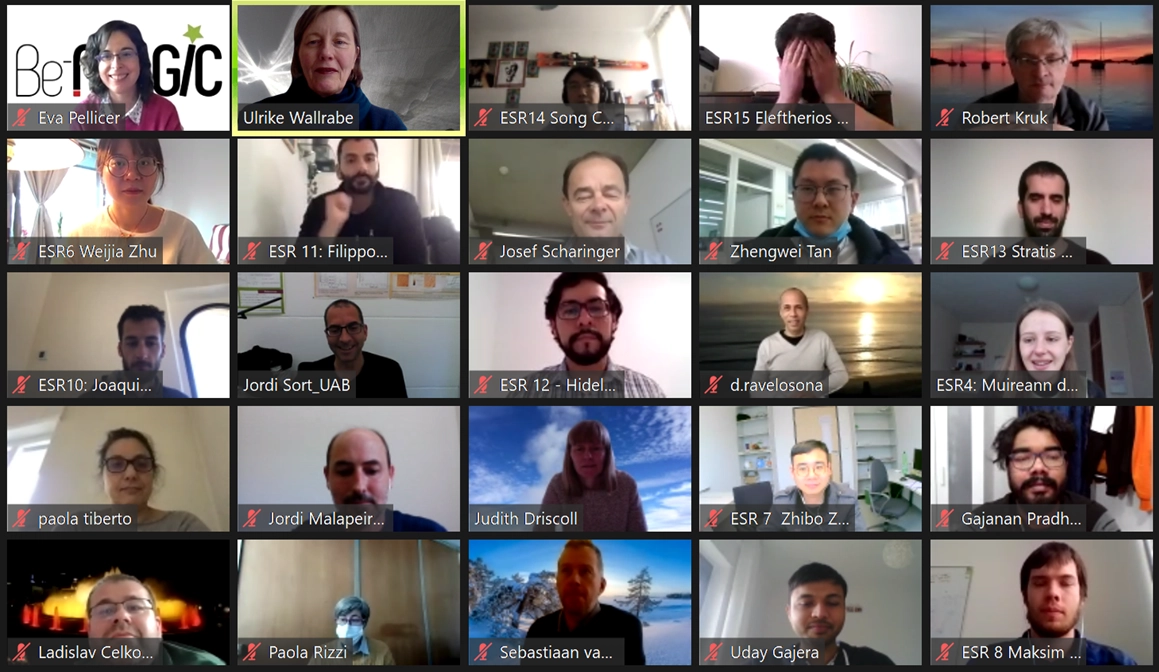 Be-MAGIC
Eva Pellicer
Ulrike Wallrabe
ESR14 Song C...
ESR15 Eleftherios ...
Robert Kruk
ESR6 Weijia Zhu
ESR 11: Filippo...
Josef Scharinger
Zhengwei Tan
ESR13 Stratis ...
ESR10: Joaqui...
Jordi Sort_UAB
ESR 12 - Hidel...
d.ravelosona
ESR4: Muireann d...
paola tiberto
Jordi Malapeir...
Judith Driscoll
ESR 7 Zhibo Z...
Gajanan Pradh...
Ladislav Celko...
Paola Rizzi
Sebastiaan va...
Uday Gajera
ESR 8 Maksim ...